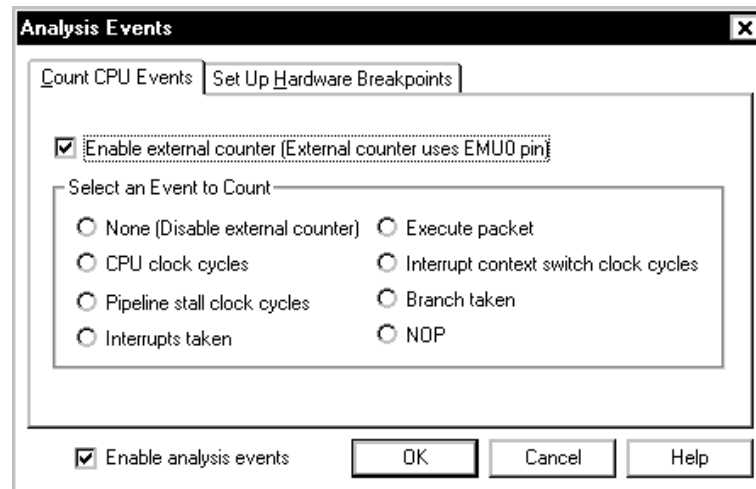 Analysis Events
Count CPU Events
Set Up Hardware Breakpoints
Enable external counter (External counter uses EMU0 pin)
Select an Event to Count
None (Disable external counter)
Execute packet
CPU clock cycles
Interrupt context switch clock cycles
Pipeline stall clock cycles
Branch taken
Interrupts taken
NOP
Enable analysis events
OK
Cancel
Help